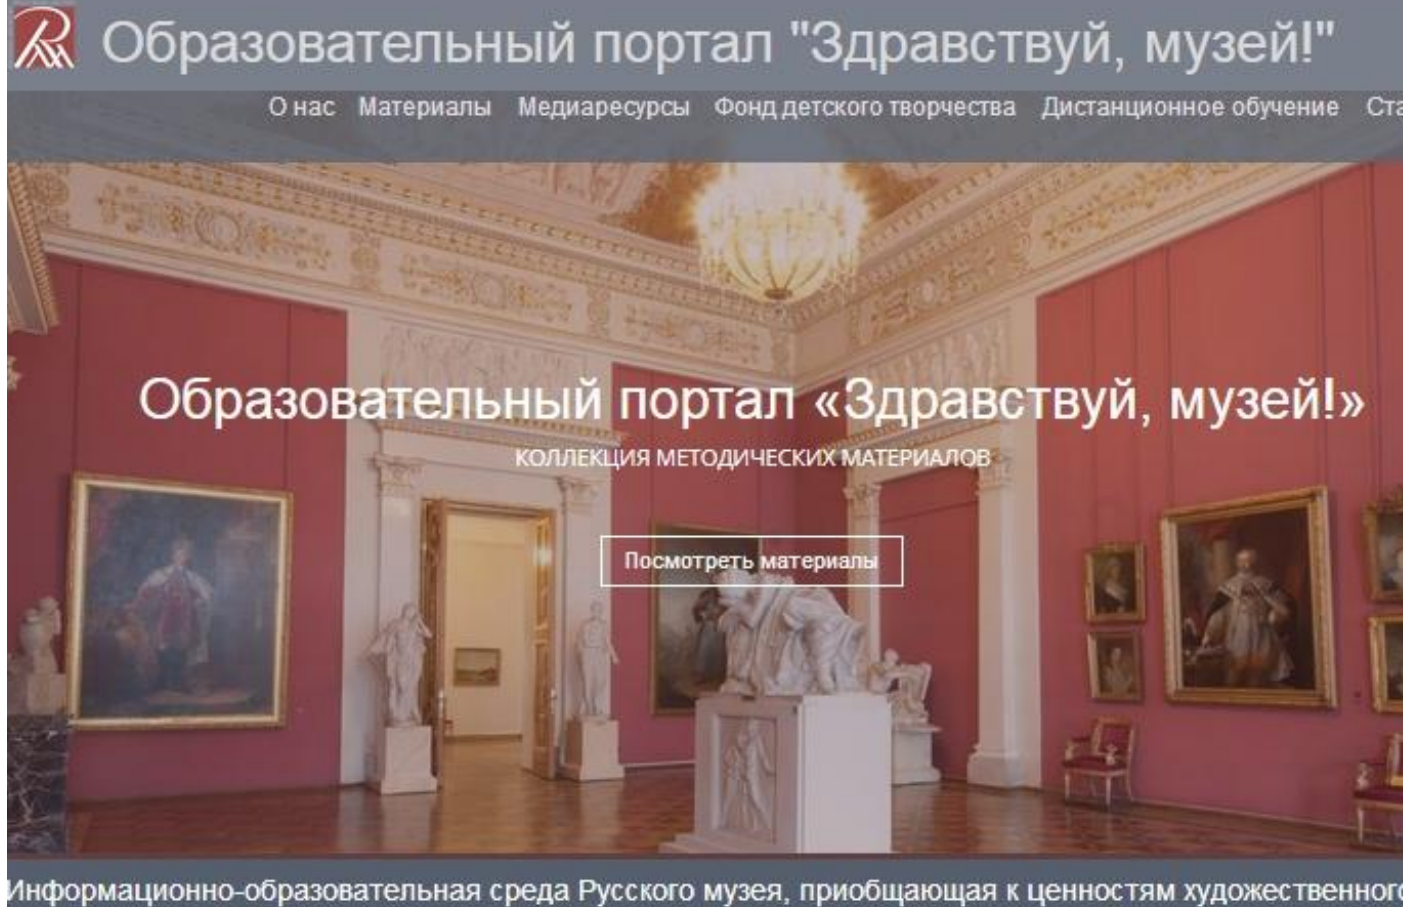 Образовательный портал "Здравствуй, музей!"
О нас Материалы Медиаресурсы Фонд детского творчества Дистанционное обучение Ста
Образовательный портал «Здравствуй, музей!»
КОЛЛЕКЦИЯ МЕТОДИЧЕСКИХ МАТЕРИАЛОВ
Посмотреть материалы
Информационно-образовательная среда Русского музея, приобщающая к ценностям художественного